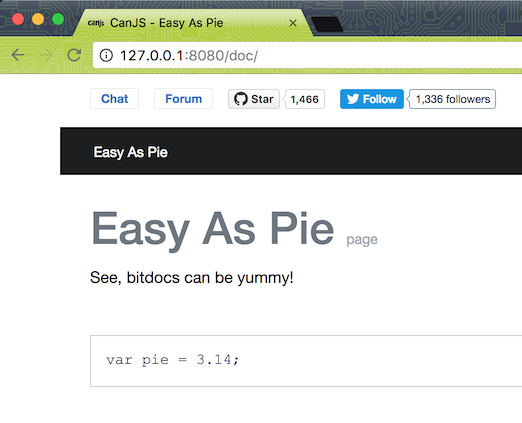 canjs CanJS - Easy As Pie ×
127.0.0.1:8080/doc/
Chat Forum Star 1,466 Follow 1,336 followers
Easy As Pie
Easy As Pie page
See, bitdocs can be yummy!
var pie = 3.14;